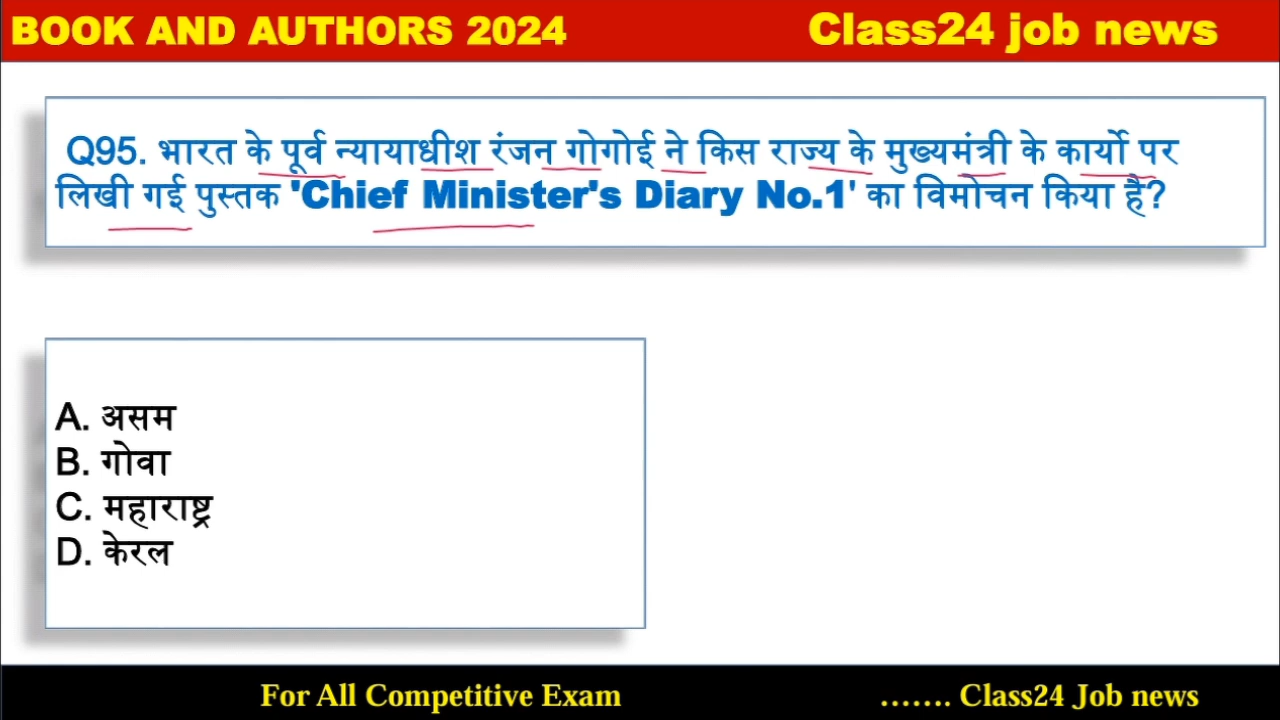 BOOK AND AUTHORS 2024 Class24 job news
Q95. भारत के पूर्व न्यायाधीश रंजन गोगोई ने किस राज्य के मुख्यमंत्री के कार्यो पर
लिखी गई पुस्तक 'Chief Minister's Diary No.1' का विमोचन किया है?
A. असम
B. गोवा
C. महाराष्ट्र
D. केरल
For All Competitive Exam ....... Class24 Job news